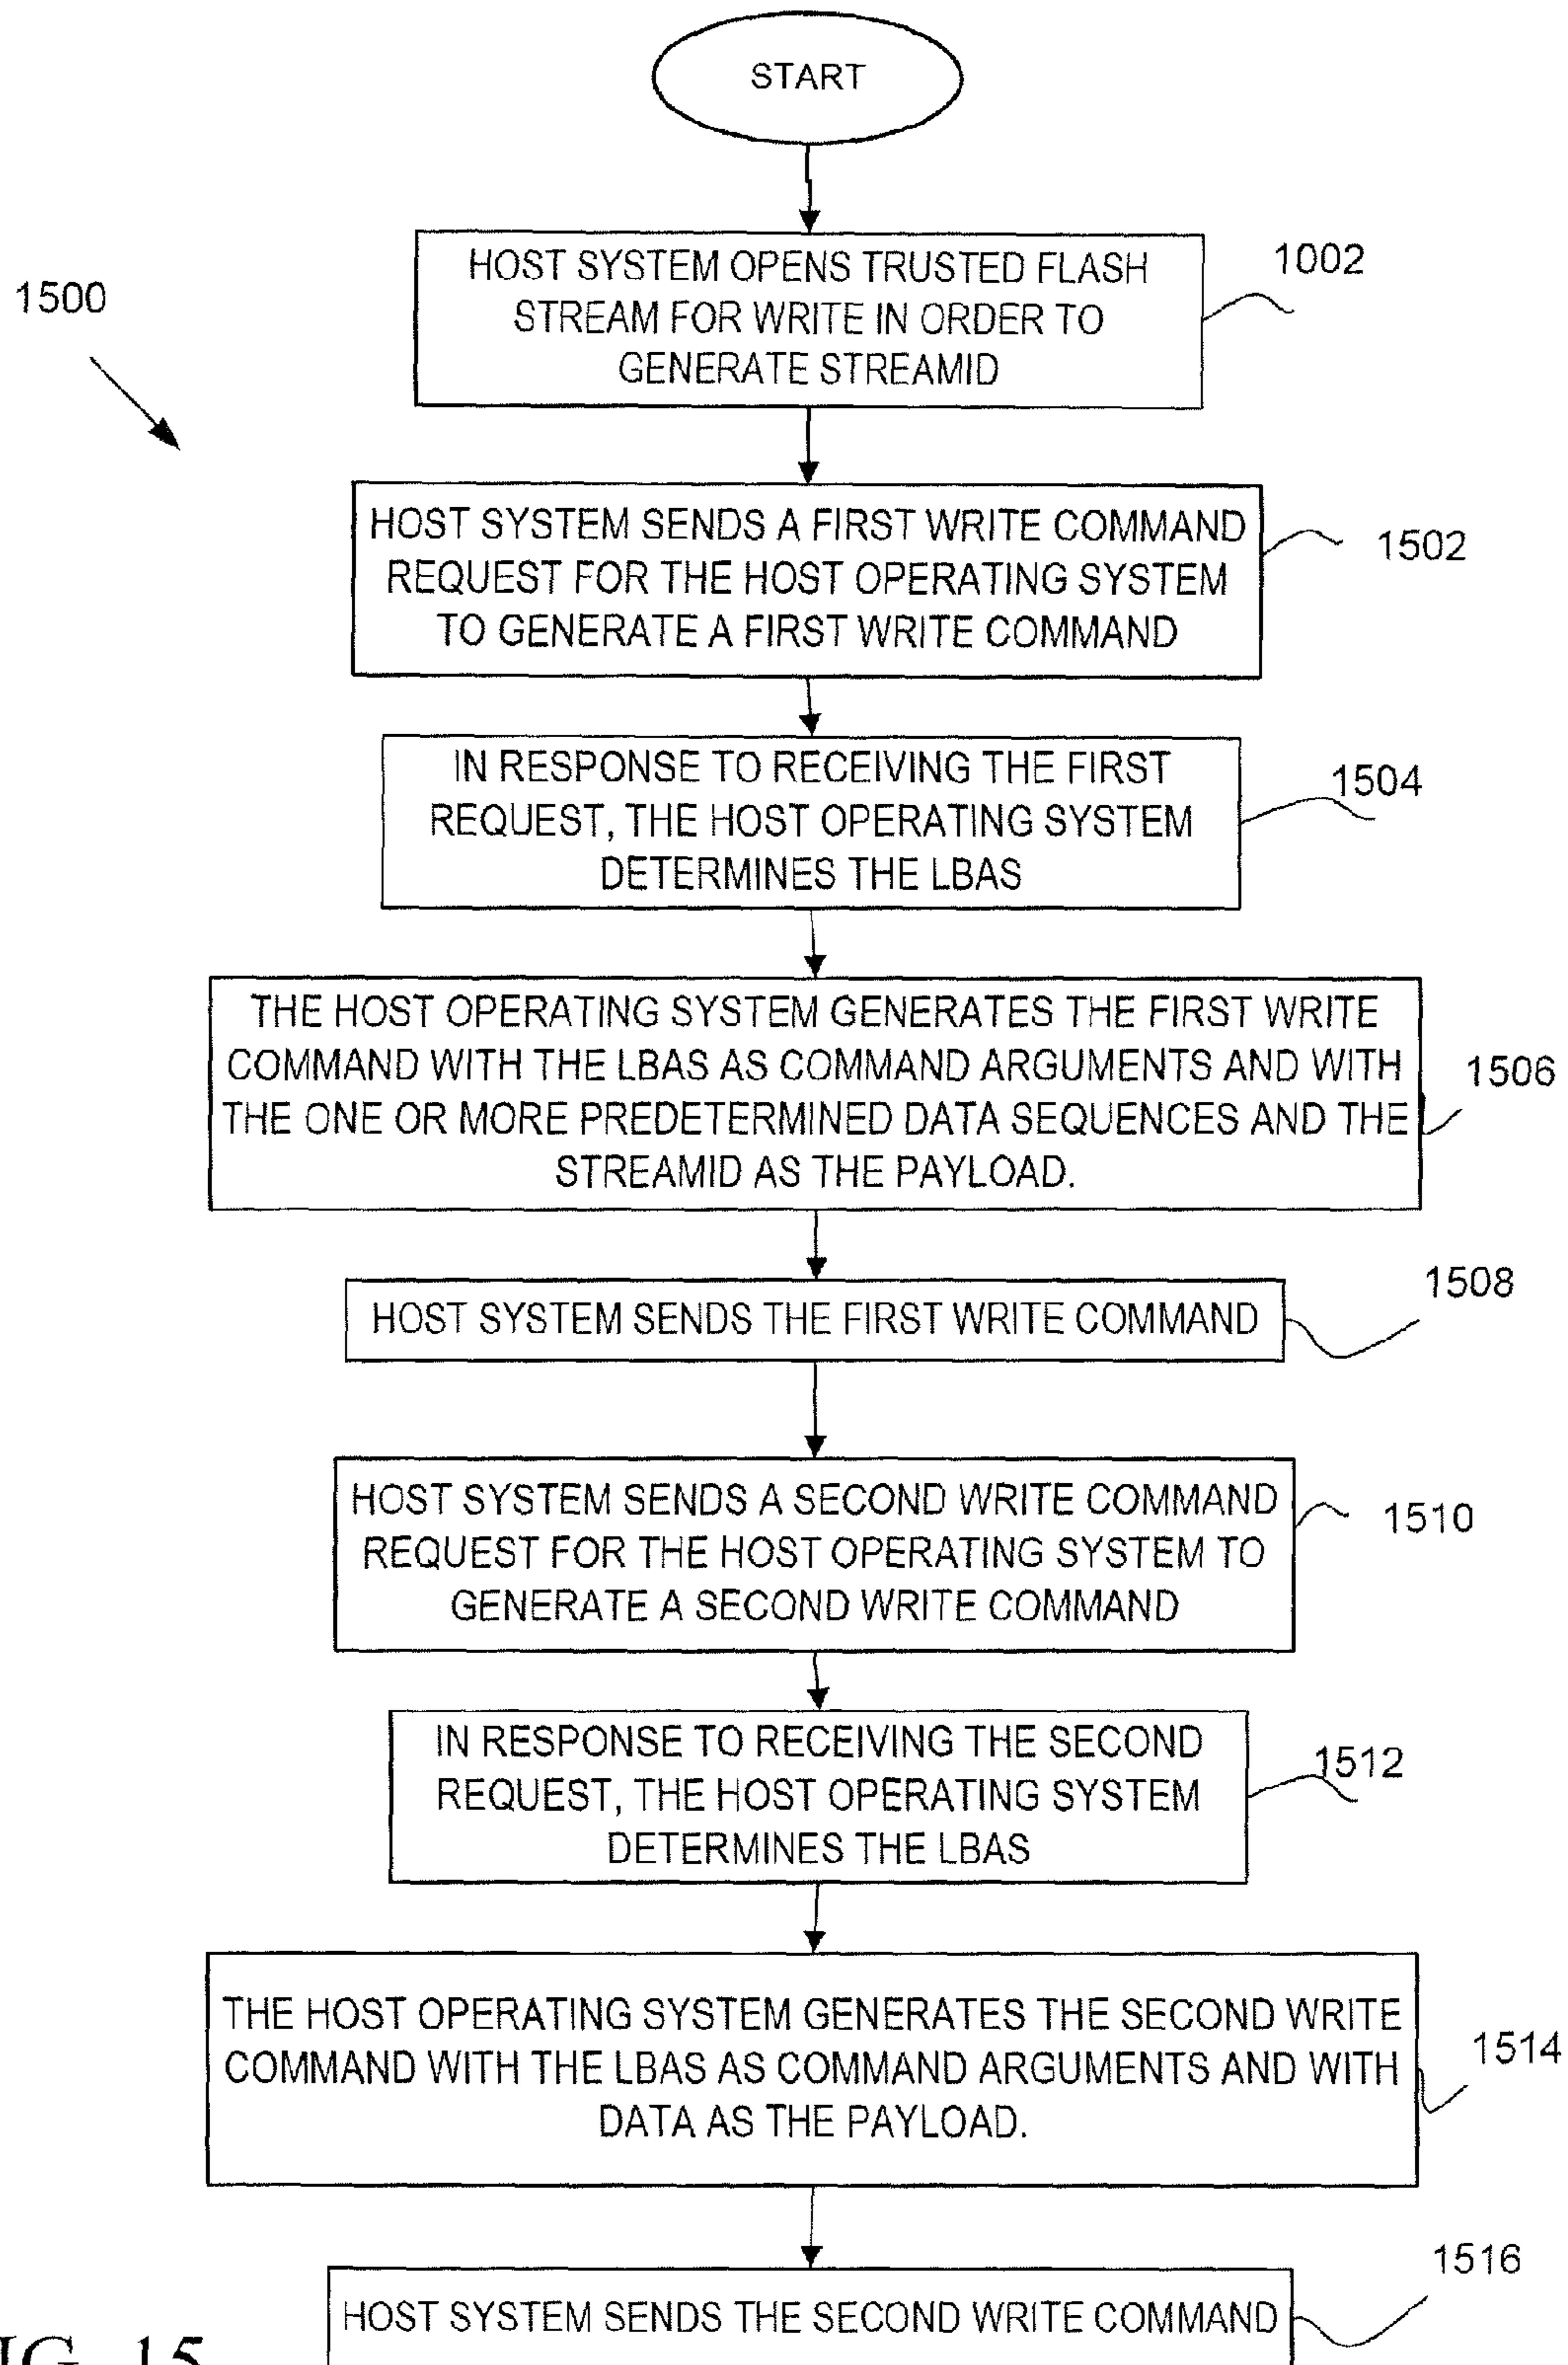 START
HOST SYSTEM OPENS TRUSTED FLASH
STREAM FOR WRITE IN ORDER TO
GENERATE STREAMID
1002
1500
HOST SYSTEM SENDS A FIRST WRITE COMMAND
REQUEST FOR THE HOST OPERATING SYSTEM
TO GENERATE A FIRST WRITE COMMAND
1502
IN RESPONSE TO RECEIVING THE FIRST
REQUEST, THE HOST OPERATING SYSTEM
DETERMINES THE LBAS
1504
THE HOST OPERATING SYSTEM GENERATES THE FIRST WRITE
COMMAND WITH THE LBAS AS COMMAND ARGUMENTS AND WITH
THE ONE OR MORE PREDETERMINED DATA SEQUENCES AND THE
STREAMID AS THE PAYLOAD.
1506
HOST SYSTEM SENDS THE FIRST WRITE COMMAND
1508
HOST SYSTEM SENDS A SECOND WRITE COMMAND
REQUEST FOR THE HOST OPERATING SYSTEM TO
GENERATE A SECOND WRITE COMMAND
1510
IN RESPONSE TO RECEIVING THE SECOND
REQUEST, THE HOST OPERATING SYSTEM
DETERMINES THE LBAS
1512
THE HOST OPERATING SYSTEM GENERATES THE SECOND WRITE
COMMAND WITH THE LBAS AS COMMAND ARGUMENTS AND WITH
DATA AS THE PAYLOAD.
1514
HOST SYSTEM SENDS THE SECOND WRITE COMMAND
1516
15